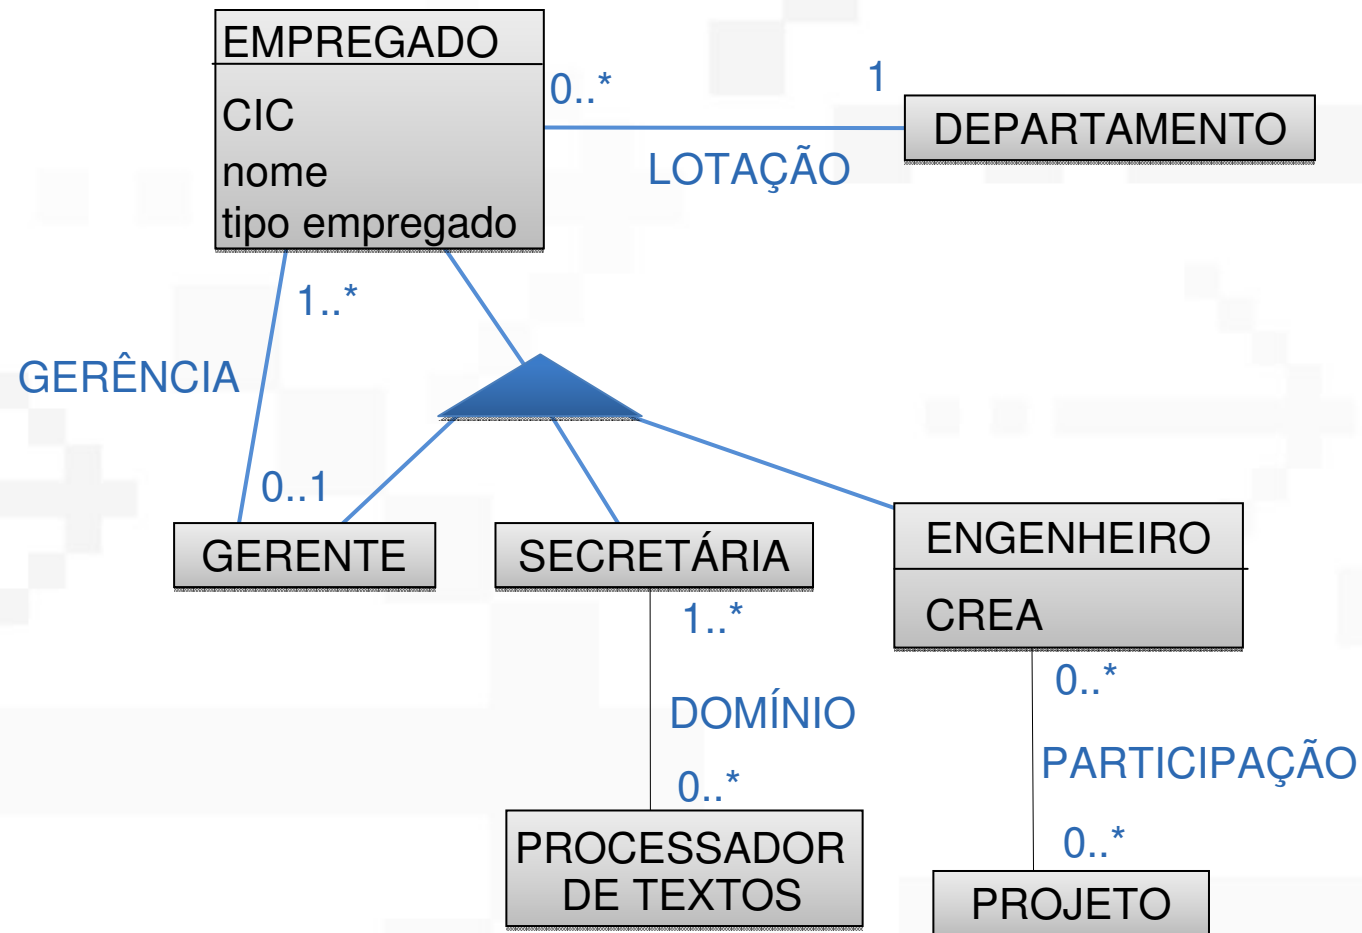 EMPREGADO
CIC
nome
tipo empregado
0..*
1
DEPARTAMENTO
LOTAÇÃO
1..*
GERÊNCIA
0..1
GERENTE
SECRETÁRIA
ENGENHEIRO
CREA
1..*
DOMÍNIO
0..*
PROCESSADOR
DE TEXTOS
0..*
PARTICIPAÇÃO
0..*
PROJETO